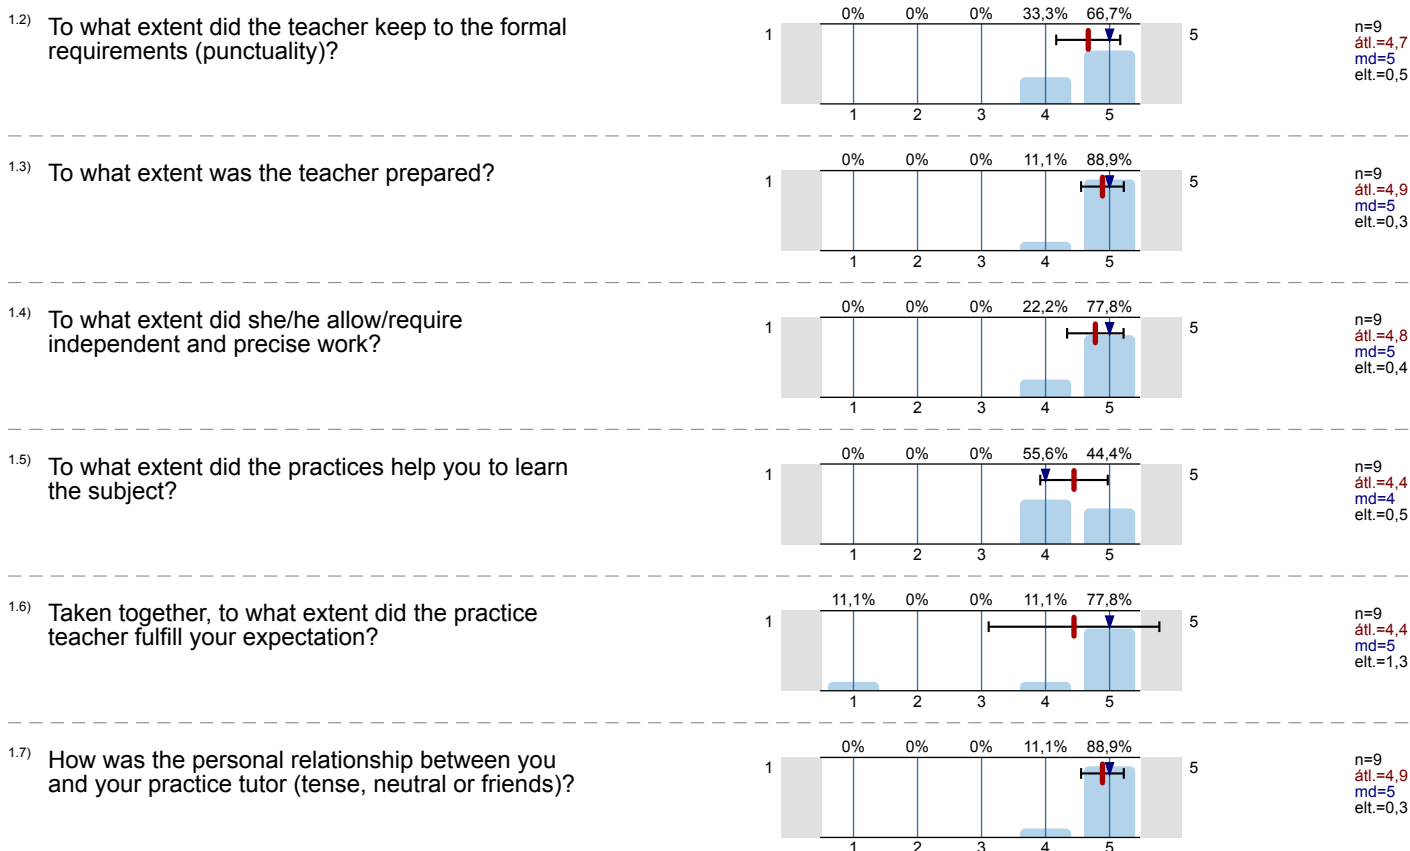 1.2) To what extent did the teacher keep to the formal
requirements (punctuality)?
0% 0% 0% 33,3% 66,7%
1 5
1 2 3 4 5
n=9
átl.=4,7
md=5
elt.=0,5
1.3) To what extent was the teacher prepared?
0% 0% 0% 11,1% 88,9%
1 5
1 2 3 4 5
n=9
átl.=4,9
md=5
elt.=0,3
1.4) To what extent did she/he allow/require
independent and precise work?
0% 0% 0% 22,2% 77,8%
1 5
1 2 3 4 5
n=9
átl.=4,8
md=5
elt.=0,4
1.5) To what extent did the practices help you to learn
the subject?
0% 0% 0% 55,6% 44,4%
1 5
1 2 3 4 5
n=9
átl.=4,4
md=4
elt.=0,5
1.6) Taken together, to what extent did the practice
teacher fulfill your expectation?
11,1% 0% 0% 11,1% 77,8%
1 5
1 2 3 4 5
n=9
átl.=4,4
md=5
elt.=1,3
1.7) How was the personal relationship between you
and your practice tutor (tense, neutral or friends)?
0% 0% 0% 11,1% 88,9%
1 5
1 2 3 4 5
n=9
átl.=4,9
md=5
elt.=0,3